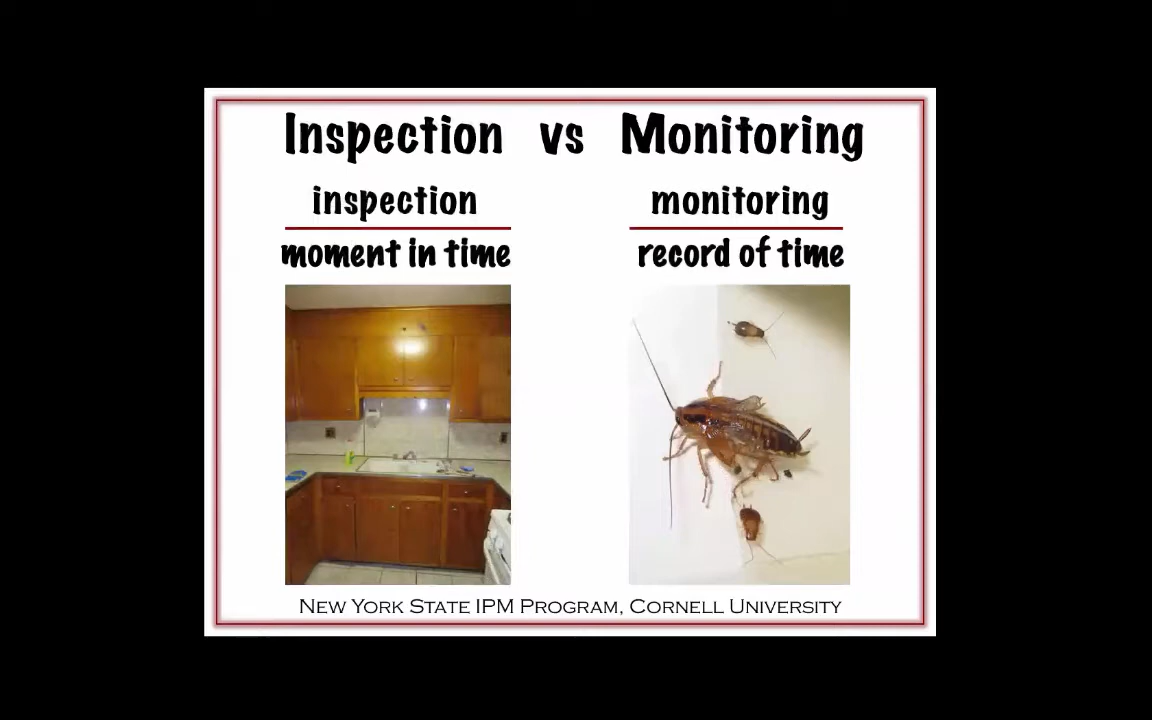 Inspection vs Monitoring
inspection monitoring
moment in time record of time
New York State IPM Program, Cornell University